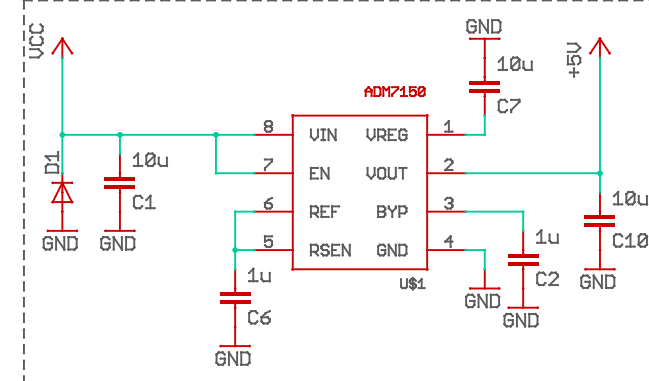 GND
VCC
+5V
10u
ADM7150
C7
8 VIN VREG 1
D1
10u
7 EN VOUT 2
C1
6 REF BYP 3
10u
GND
GND
5 RSEN GND 4
1u
C10
1u
U$1
C2
GND
GND
C6
GND
GND